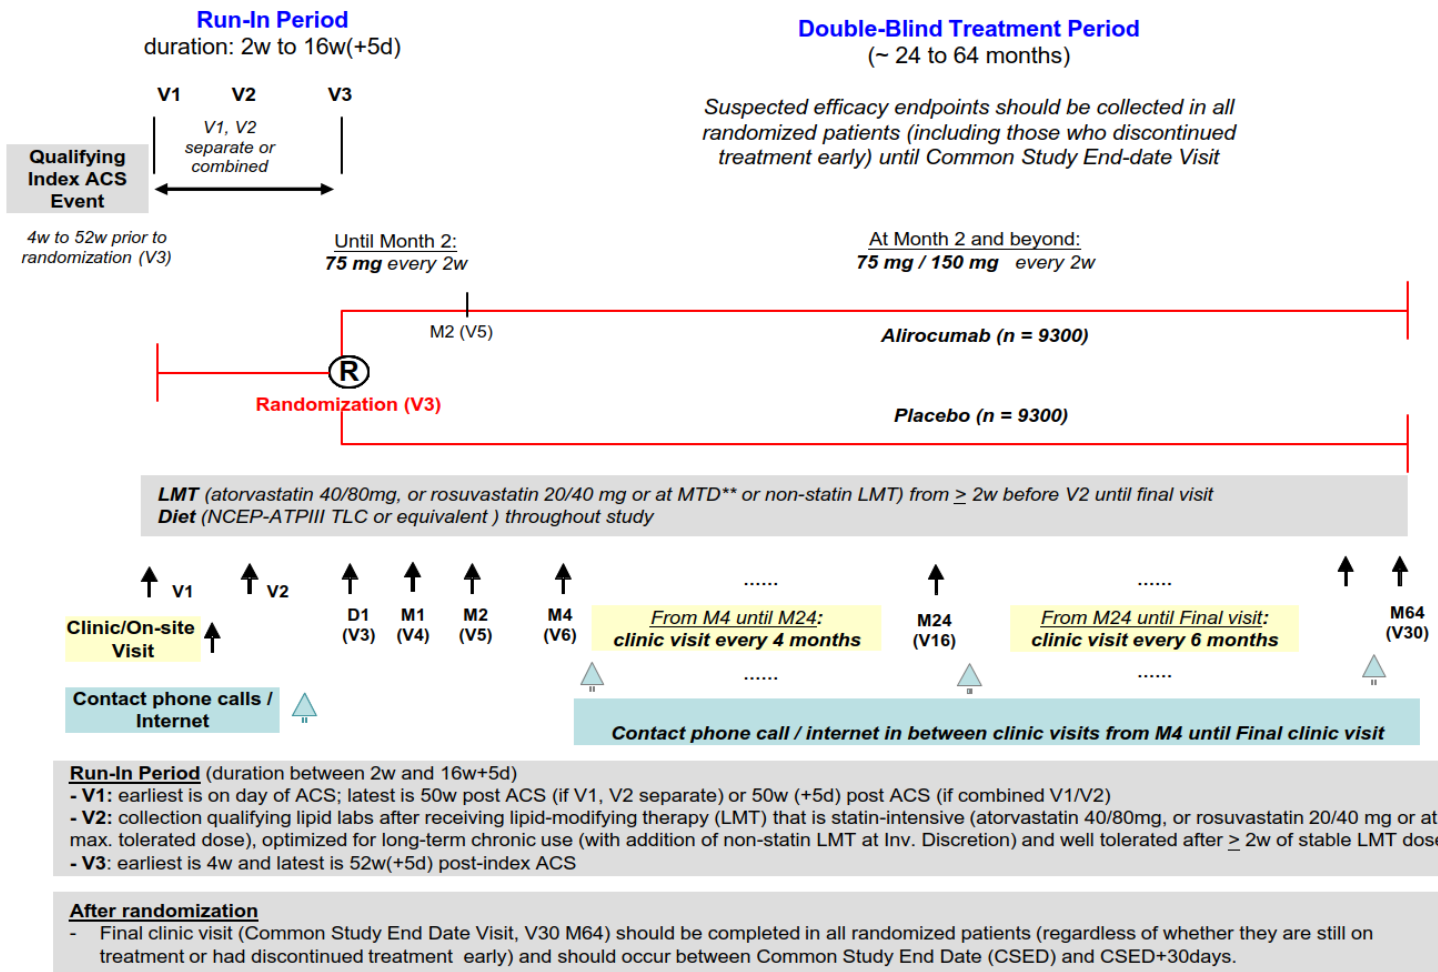 Run-In Period
duration: 2w to 16w(+5d)
Double-Blind Treatment Period
(~ 24 to 64 months)
V1 V2 V3
V1, V2
separate or
combined
Suspected efficacy endpoints should be collected in all
randomized patients (including those who discontinued
treatment early) until Common Study End-date Visit
Qualifying
Index ACS
Event
4w to 52w prior to
randomization (V3)
Until Month 2:
75 mg every 2w
At Month 2 and beyond:
75 mg / 150 mg every 2w
M2 (V5)
Alirocumab (n = 9300)
R
Randomization (V3)
Placebo (n = 9300)
LMT (atorvastatin 40/80mg, or rosuvastatin 20/40 mg or at MTD** or non-statin LMT) from ≥ 2w before V2 until final visit
Diet (NCEP-ATPIII TLC or equivalent ) throughout study
V1 V2
D1
(V3)
M1
(V4)
M2
(V5)
M4
(V6)
......
M24
(V16)
......
M64
(V30)
Clinic/On-site
Visit
From M4 until M24:
clinic visit every 4 months
From M24 until Final visit:
clinic visit every 6 months
......
......
Contact phone calls /
Internet
Contact phone call / internet in between clinic visits from M4 until Final clinic visit
Run-In Period (duration between 2w and 16w+5d)
- V1: earliest is on day of ACS; latest is 50w post ACS (if V1, V2 separate) or 50w (+5d) post ACS (if combined V1/V2)
- V2: collection qualifying lipid labs after receiving lipid-modifying therapy (LMT) that is statin-intensive (atorvastatin 40/80mg, or rosuvastatin 20/40 mg or at
max. tolerated dose), optimized for long-term chronic use (with addition of non-statin LMT at Inv. Discretion) and well tolerated after ≥ 2w of stable LMT dose
- V3: earliest is 4w and latest is 52w(+5d) post-index ACS
After randomization
- Final clinic visit (Common Study End Date Visit, V30 M64) should be completed in all randomized patients (regardless of whether they are still on
treatment or had discontinued treatment early) and should occur between Common Study End Date (CSED) and CSED+30days.